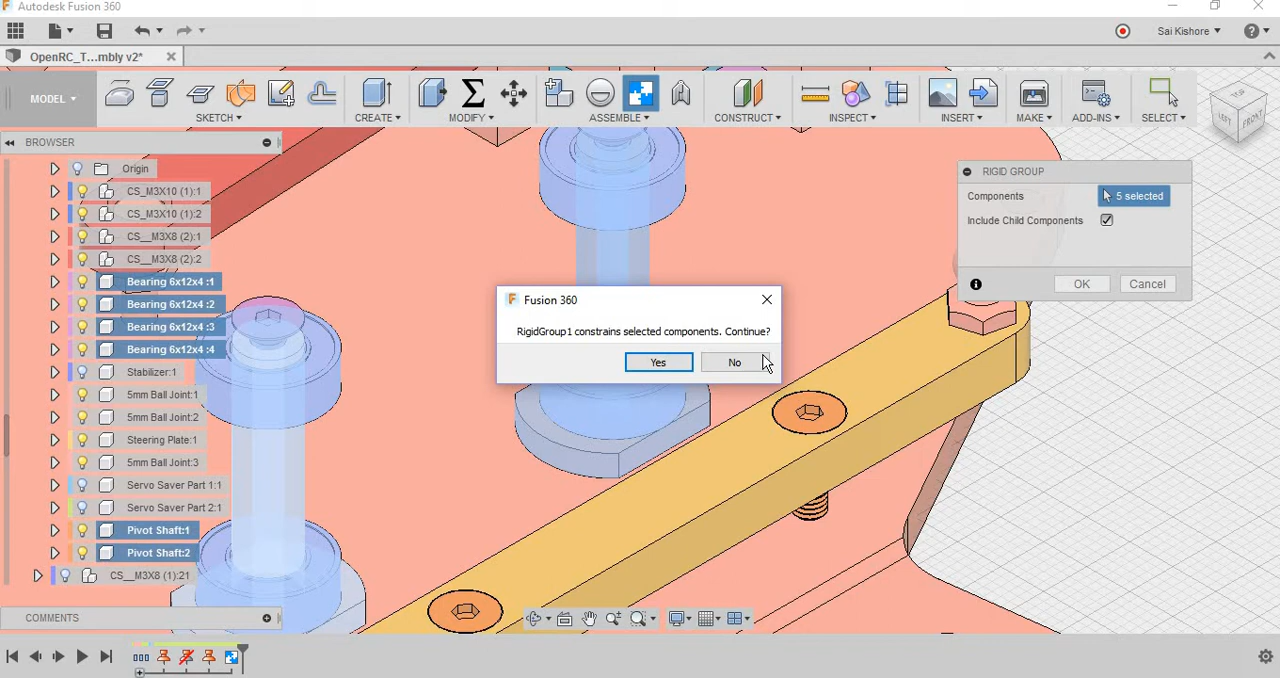 Autodesk Fusion 360
Sai Kishore
OpenRC_T...mbly v2*
MODEL
SKETCH
CREATE
MODIFY
ASSEMBLE
CONSTRUCT
INSPECT
INSERT
MAKE
ADD-INS
SELECT
TOP
LEFT
FRONT
BROWSER
Origin
CS_M3X10 (1):1
CS_M3X10 (1):2
CS__M3X8 (2):1
CS__M3X8 (2):2
Bearing 6x12x4 :1
Bearing 6x12x4 :2
Bearing 6x12x4 :3
Bearing 6x12x4 :4
Stabilizer:1
5mm Ball Joint:1
5mm Ball Joint:2
Steering Plate:1
5mm Ball Joint:3
Servo Saver Part 1:1
Servo Saver Part 2:1
Pivot Shaft:1
Pivot Shaft:2
CS__M3X8 (1):21
COMMENTS
RIGID GROUP
Components
5 selected
Include Child Components
OK
Cancel
Fusion 360
RigidGroup1 constrains selected components. Continue?
Yes
No